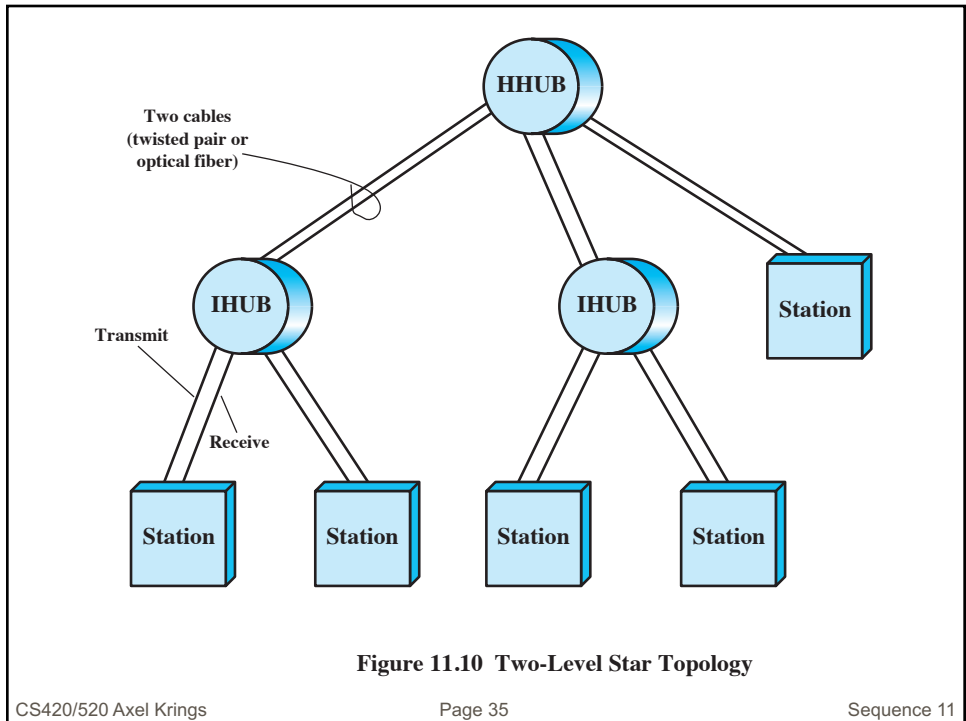 HHUB
Two cables
(twisted pair or
optical fiber)
IHUB
IHUB
Station
Transmit
Receive
Station
Station
Station
Station
Figure 11.10 Two-Level Star Topology
CS420/520 Axel Krings
Page 35
Sequence 11